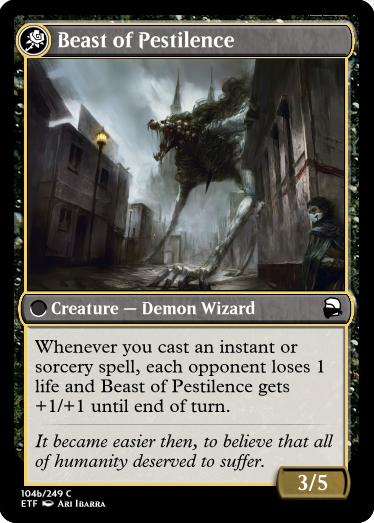 Beast of Pestilence
Creature — Demon Wizard
Whenever you cast an instant or
sorcery spell, each opponent loses 1
life and Beast of Pestilence gets
+1/+1 until end of turn.
It became easier then, to believe that all
of humanity deserved to suffer.
3/5
104b/249 C
ETF Ari Ibarra